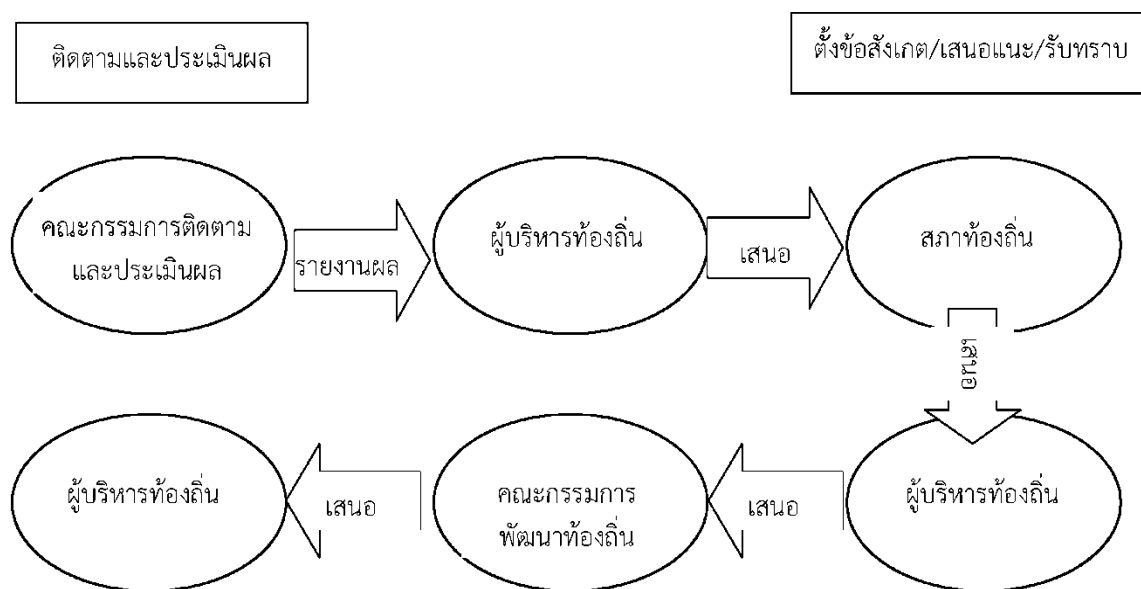 ติดตามและประเมินผล
ตั้งข้อสังเกต/เสนอแนะ/รับทราบ
คณะกรรมการติดตาม
และประเมินผล
รายงานผล
ผู้บริหารท้องถิ่น
เสนอ
สภาท้องถิ่น
เสนอ
ผู้บริหารท้องถิ่น
เสนอ
คณะกรรมการ
พัฒนาท้องถิ่น
เสนอ
ผู้บริหารท้องถิ่น